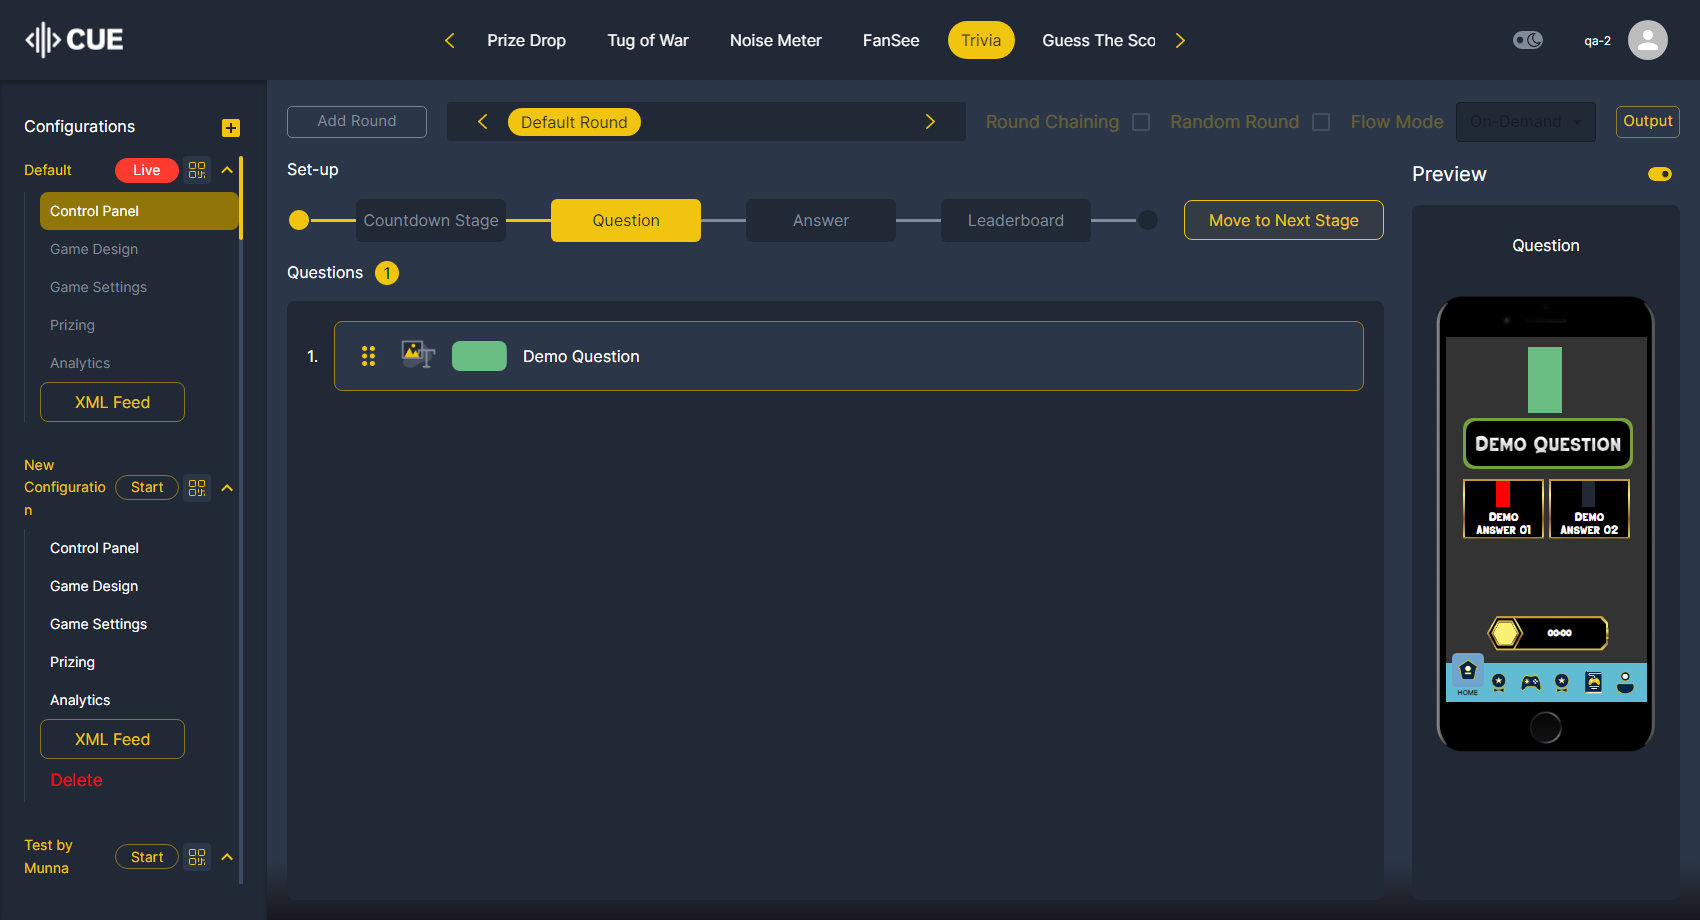 CUE
Prize Drop
Tug of War
Noise Meter
FanSee
Trivia
Guess The Sco
qa-2
Configurations
Default
Live
Control Panel
Game Design
Game Settings
Prizing
Analytics
XML Feed
New
Configuratio
n
Start
Control Panel
Game Design
Game Settings
Prizing
Analytics
XML Feed
Delete
Test by
Munna
Start
Add Round
Default Round
Round Chaining
Random Round
Flow Mode
On-Demand
Output
Set-up
Countdown Stage
Question
Answer
Leaderboard
Move to Next Stage
Questions 1
1.
Demo Question
Preview
Question
Demo Question
Demo
Answer 01
Demo
Answer 02
00:00
HOME